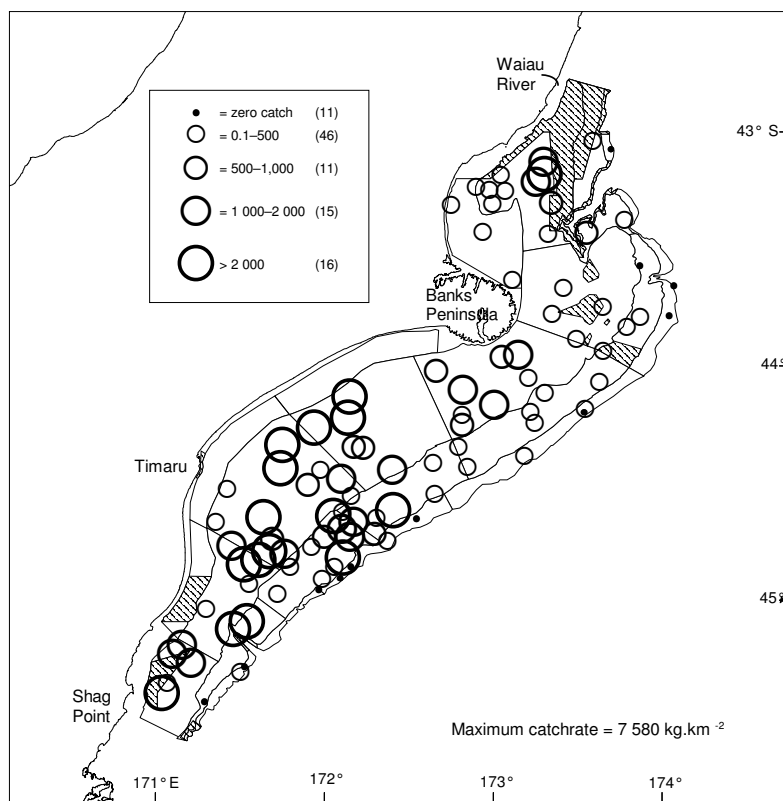 Waiau
River
= zero catch (11)
= 0.1–500 (46)
= 500–1,000 (11)
= 1 000–2 000 (15)
> 2 000 (16)
43° S
Banks
Peninsula
44°
Timaru
45°
Shag
Point
Maximum catchrate = 7 580 kg.km -2
171° E 172° 173° 174°